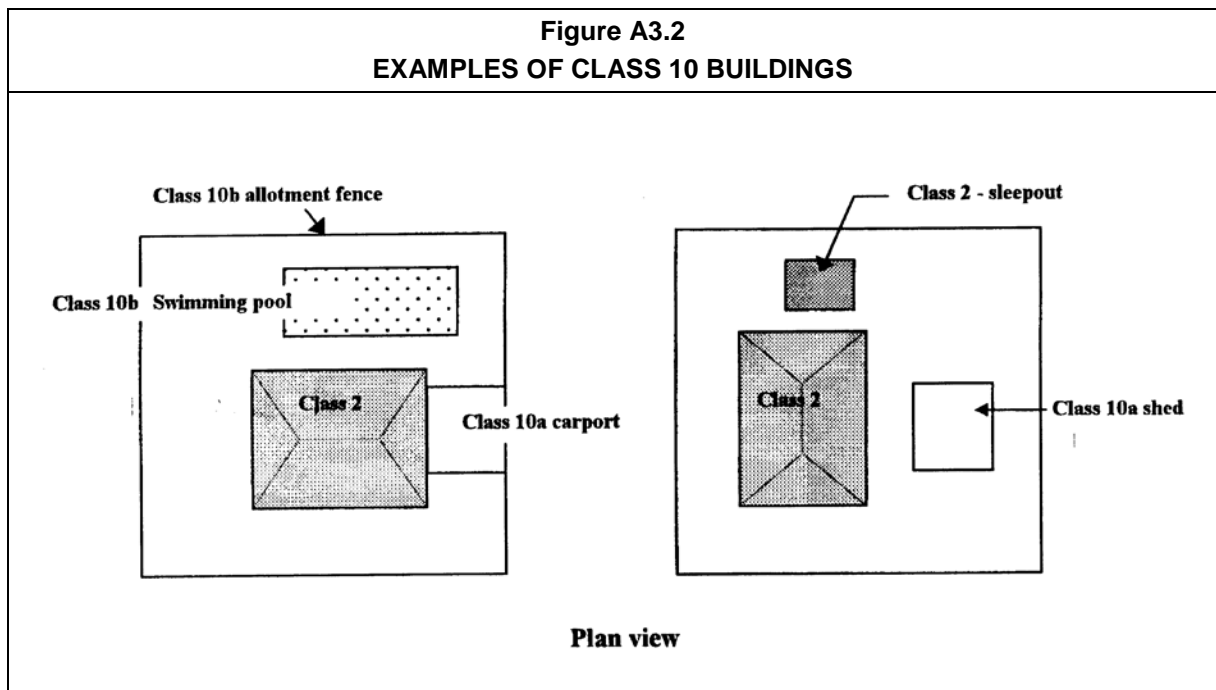 Figure A3.2
EXAMPLES OF CLASS 10 BUILDINGS
Class 10b allotment fence
Class 10b Swimming pool
Class 2
Class 10a carport
Class 2 - sleepout
Class 2
Class 10a shed
Plan view